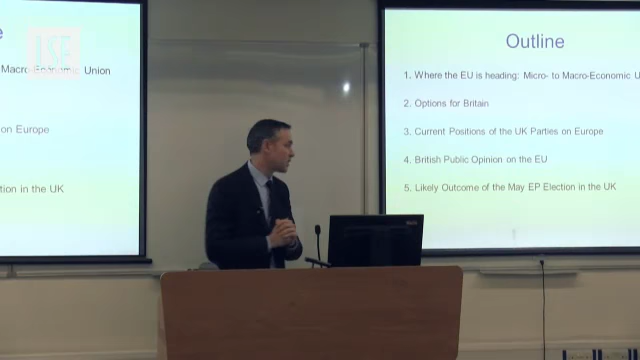 e
LSE
Macro-Economic Union
on Europe
tion in the UK
Outline
1. Where the EU is heading: Micro- to Macro-Economic U
2. Options for Britain
3. Current Positions of the UK Parties on Europe
4. British Public Opinion on the EU
5. Likely Outcome of the May EP Election in the UK